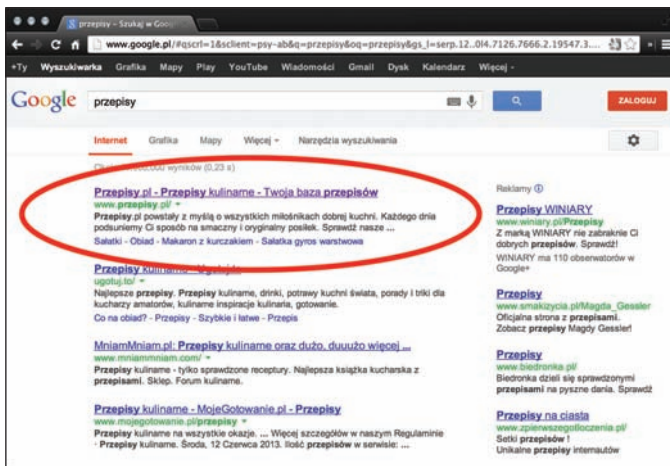 przepisy – Szukaj w Goo
www.google.pl/#qscrl=1&sclient=psy-ab&q=przepisy&oq=przepisy&gs_l=serp.12..0l4.7126.7666.2.19547.3....
+Ty Wyszukiwarka Grafika Mapy Play YouTube Wiadomości Gmail Dysk Kalendarz Więcej
Google przepisy ZALOGUJ
Internet Grafika Mapy Więcej Narzędzia wyszukiwania
wyników (0,23 s)
Przepisy.pl - Przepisy kulinarne - Twoja baza przepisów
www.przepisy.pl/
Przepisy.pl powstały z myślą o wszystkich miłośnikach dobrej kuchni. Każdego dnia
podsuniemy Ci sposób na smaczny i oryginalny posiłek. Sprawdź nasze ...
Sałatki - Obiad - Makaron z kurczakiem - Sałatka gyros warstwowa
Przepisy kulinarne - Ugotuj.to
ugotuj.to/
Najlepsze przepisy. Przepisy kulinarne, drinki, potrawy kuchni świata, porady i triki dla
kucharzy amatorów, kulinarne inspiracje kulinaria, gotowanie.
Co na obiad? - Przepisy - Szybkie i łatwe - Przepis
MniamMniam.pl: Przepisy kulinarne oraz dużo, duuużo więcej ...
www.mniammniam.com/
Przepisy kulinarne - tylko sprawdzone receptury. Najlepsza książka kucharska z
przepisami. Sklep. Forum kulinarne.
Przepisy kulinarne - MojeGotowanie.pl - Przepisy
www.mojegotowanie.pl/przepisy
Przepisy kulinarne na wszystkie okazje. ... Więcej szczegółów w naszym Regulaminie
· Przepisy kulinarne. Środa, 12 Czerwca 2013. Ilość przepisów w serwisie: ...
Reklamy
Przepisy WINIARY
www.winiary.pl/Przepisy
Z marką WINIARY nie zabraknie Ci
dobrych przepisów. Sprawdź!
WINIARY ma 110 obserwatorów w
Google+
Przepisy
www.smakizycia.pl/Magda_Gessler
Oficjalna strona z przepisami.
Zobacz przepisy Magdy Gessler!
Przepisy
www.biedronka.pl/
Biedronka dzieli się sprawdzonymi
przepisami na pyszne dania. Sprawdź
Przepisy na ciasta
www.zpierwszegotloczenia.pl/
Setki przepisów !
Unikalne przepisy internautów